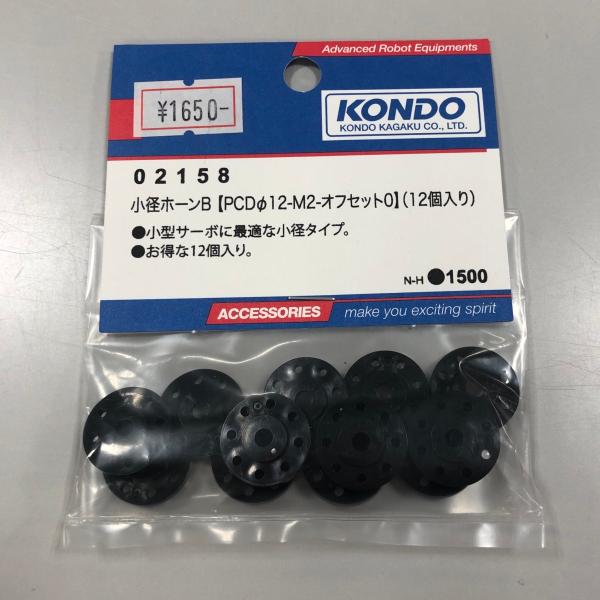 Advanced Robot Equipments
¥1650-
KONDO
KONDO KAGAKU CO., LTD.
02158
小径ホーンB【PCDφ12-M2-オフセット0】(12個入り)
●小型サーボに最適な小径タイプ。
●お得な12個入り。
N-H ●1500
ACCESSORIES make you exciting spirit